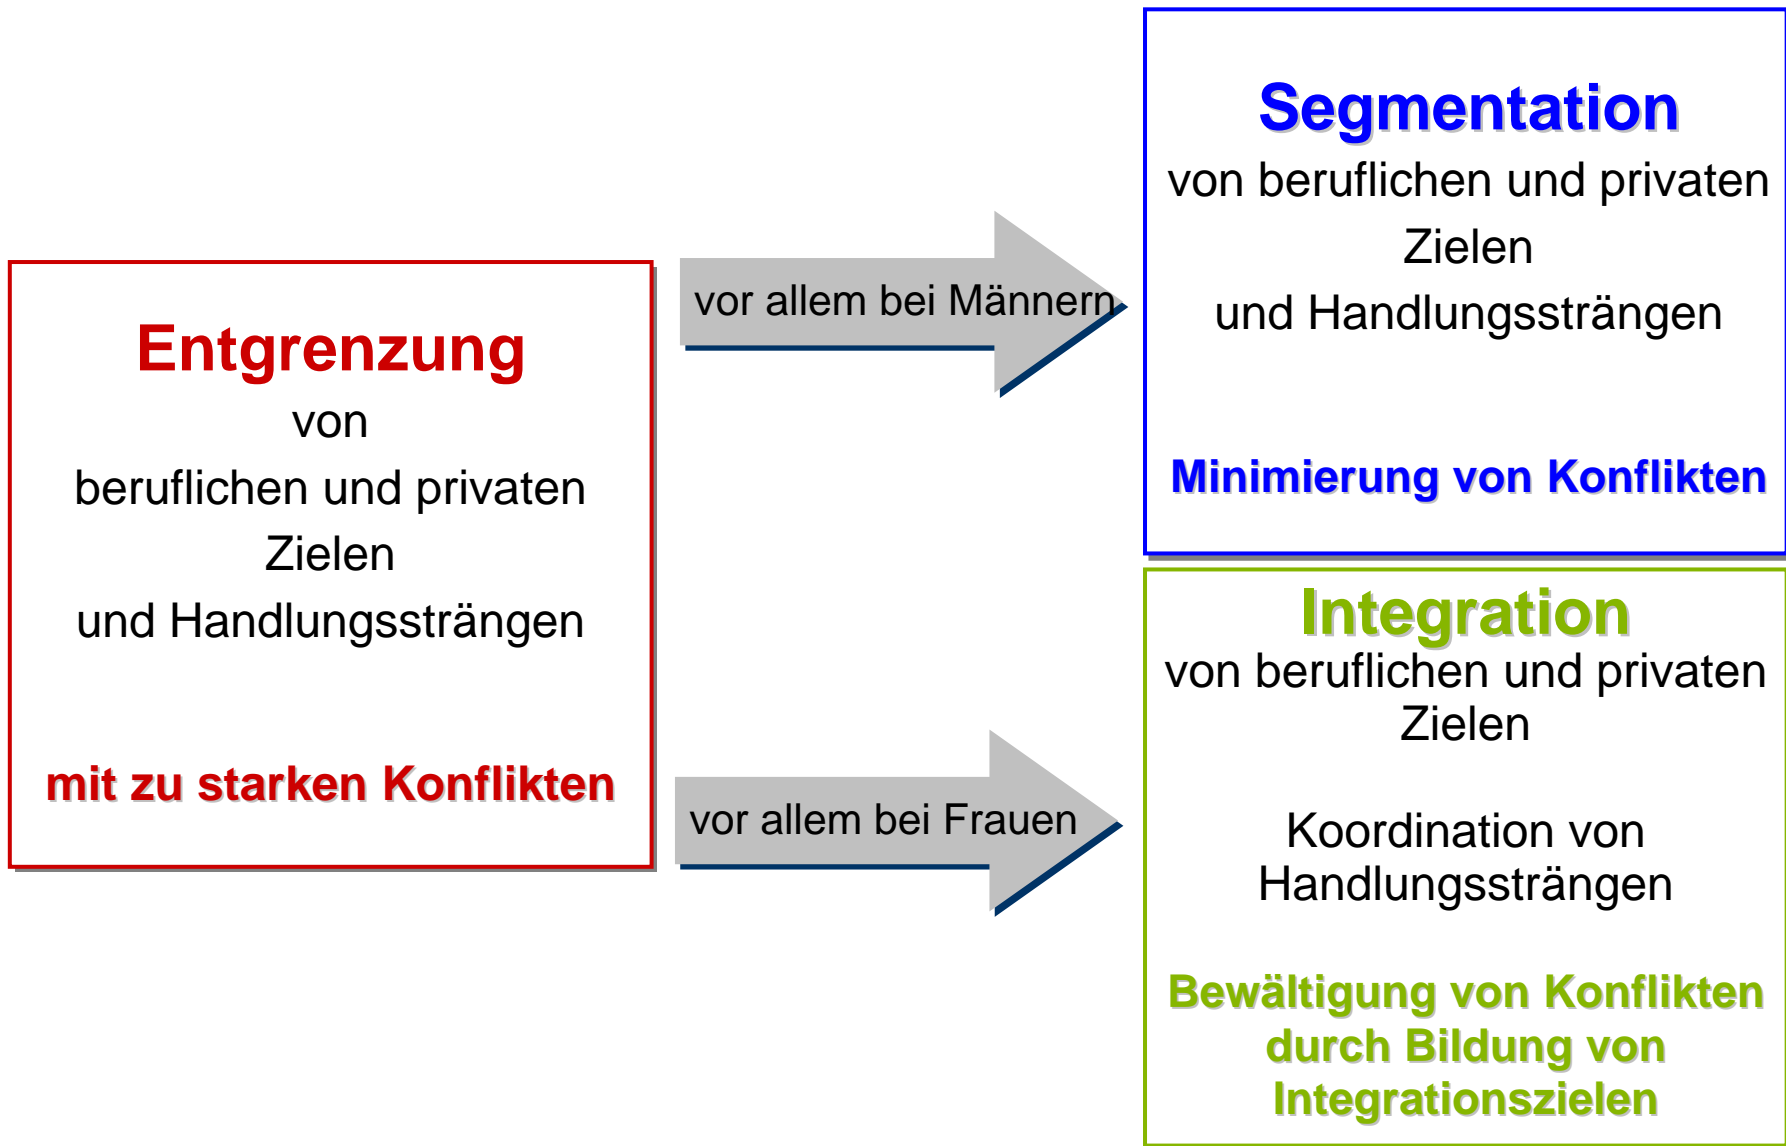 Entgrenzung
von
beruflichen und privaten
Zielen
und Handlungssträngen
mit zu starken Konflikten
vor allem bei Männern
Segmentation
von beruflichen und privaten
Zielen
und Handlungssträngen
Minimierung von Konflikten
vor allem bei Frauen
Integration
von beruflichen und privaten
Zielen
Koordination von
Handlungssträngen
Bewältigung von Konflikten
durch Bildung von
Integrationszielen